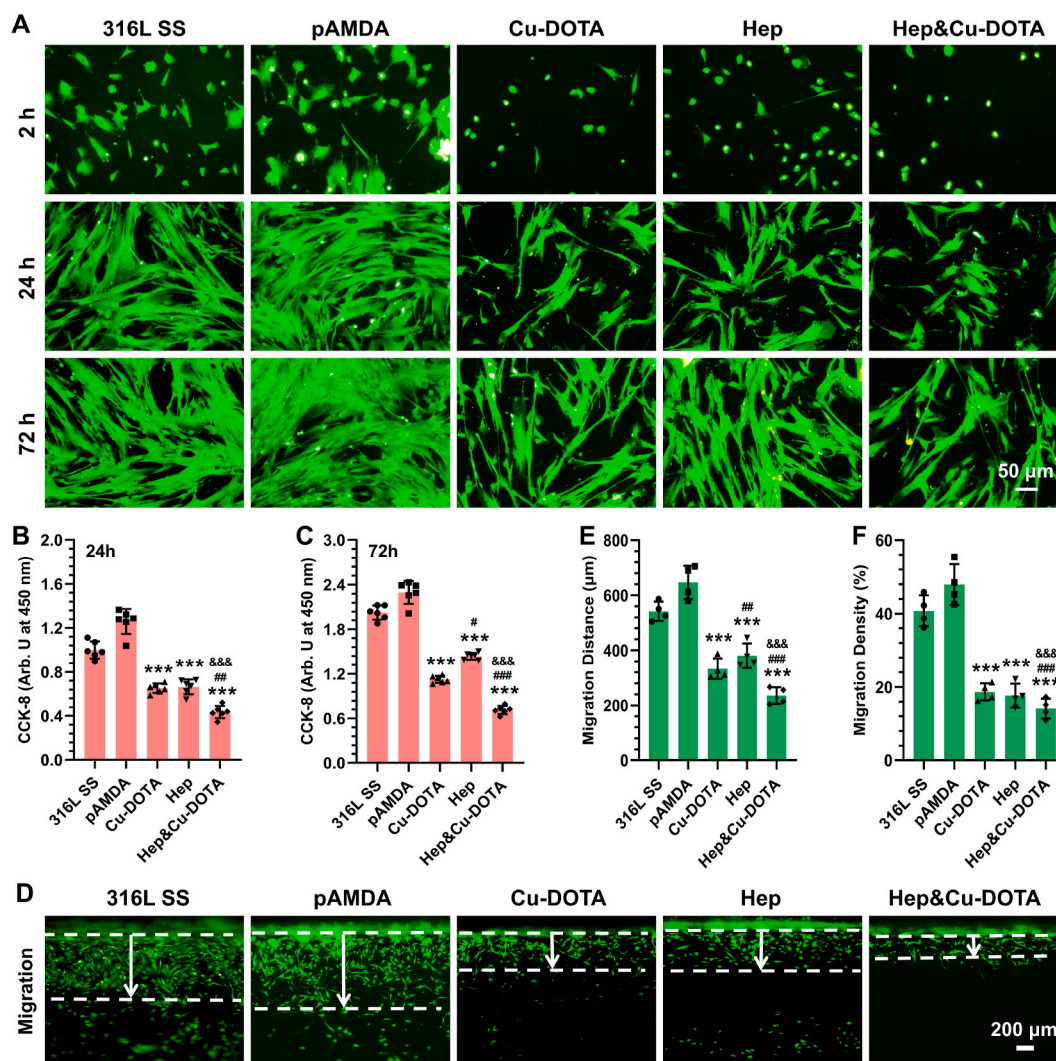 A
316L SS pAMDA Cu-DOTA Hep Hep&Cu-DOTA
2 h
24 h
72 h
50 µm
B
24h
CCK-8 (Arb. U at 450 nm)
1.8
1.5
1.2
0.8
0.4
0.0
***
***
&&&
##
***
316L SS
pAMDA
Cu-DOTA
Hep
Hep&Cu-DOTA
C
72h
CCK-8 (Arb. U at 450 nm)
3.0
2.4
1.8
1.2
0.6
0.0
***
#
***
&&&
###
***
316L SS
pAMDA
Cu-DOTA
Hep
Hep&Cu-DOTA
E
Migration Distance (µm)
800
600
400
200
0
***
##
***
&&&
###
***
316L SS
pAMDA
Cu-DOTA
Hep
Hep&Cu-DOTA
F
Migration Density (%)
60
40
20
0
***
***
&&&
###
***
316L SS
pAMDA
Cu-DOTA
Hep
Hep&Cu-DOTA
D
316L SS pAMDA Cu-DOTA Hep Hep&Cu-DOTA
Migration
200 µm